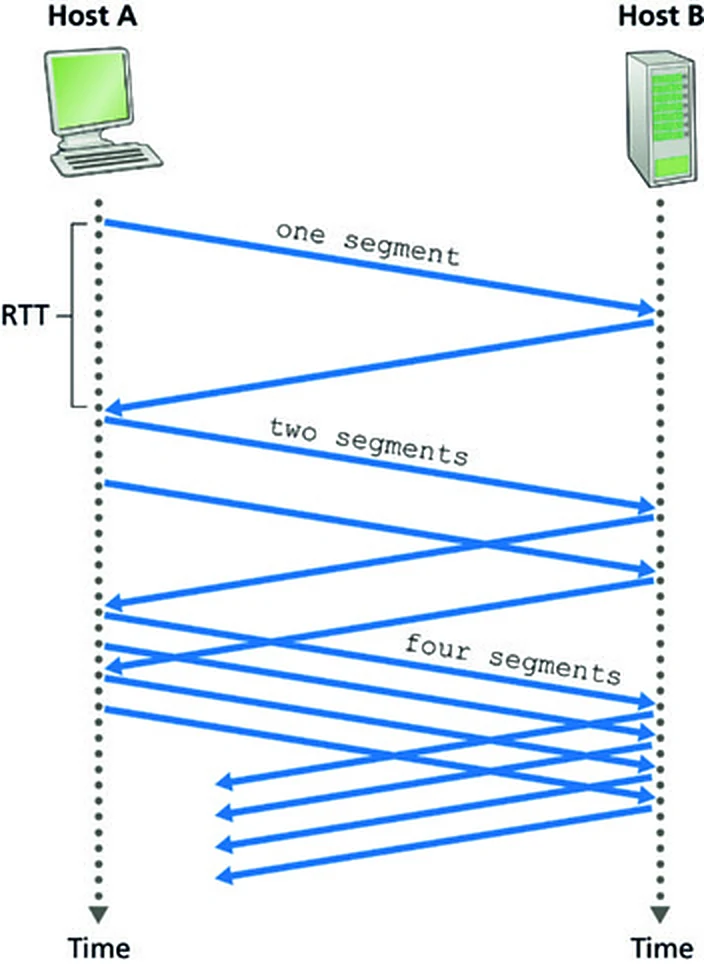 Host A
Host B
one segment
RTT
two segments
four segments
Time
Time